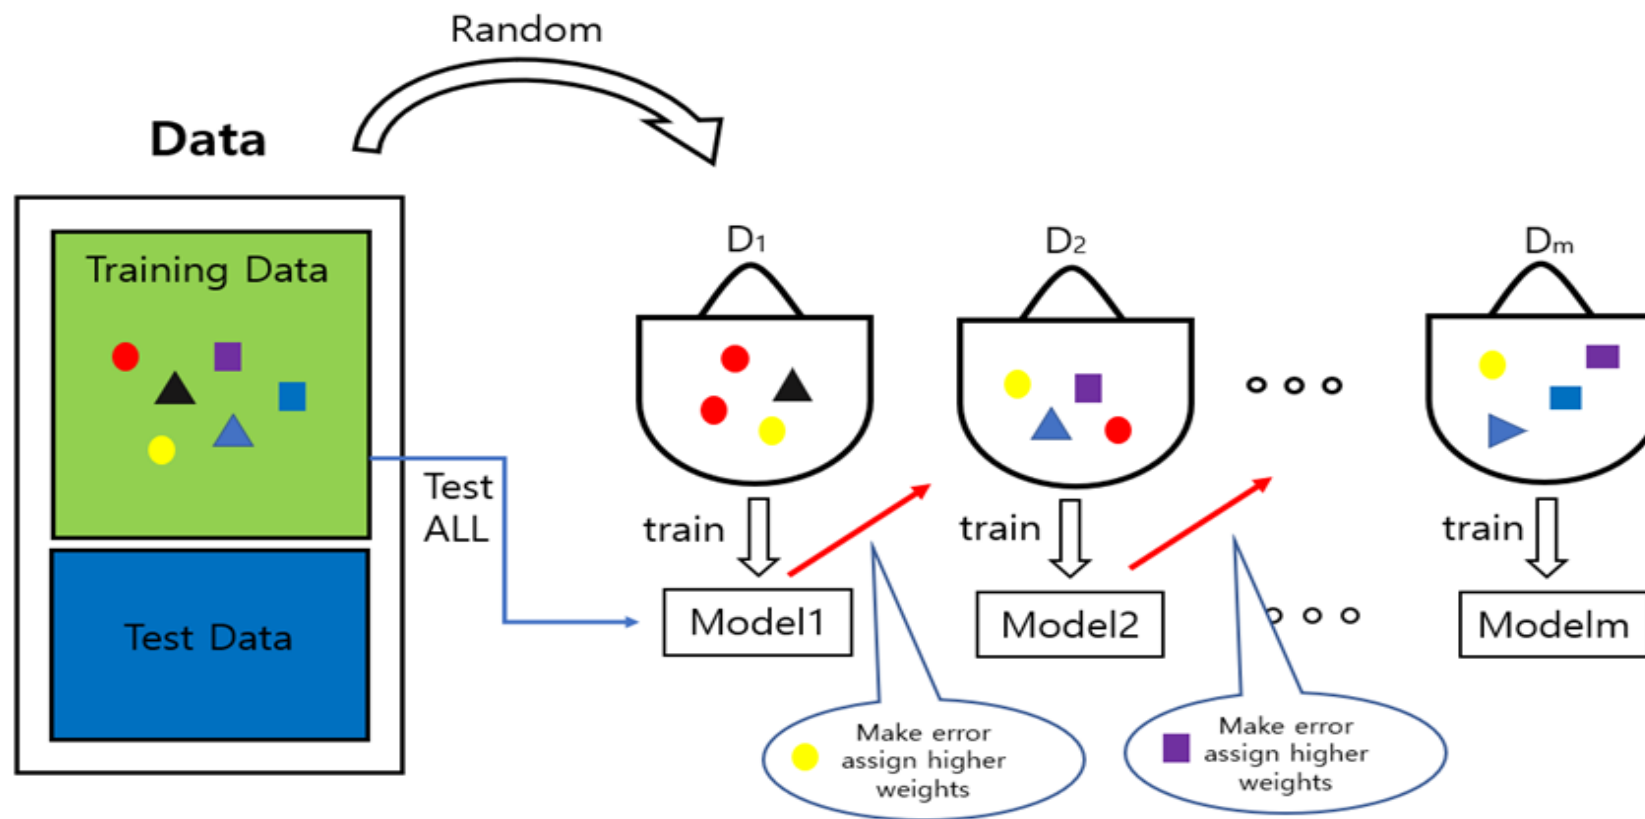 Random
Data
Training Data
Test Data
Test
ALL
D₁
D₂
Dₘ
train
train
train
Model1
Model2
Modelm
Make error
assign higher
weights
Make error
assign higher
weights